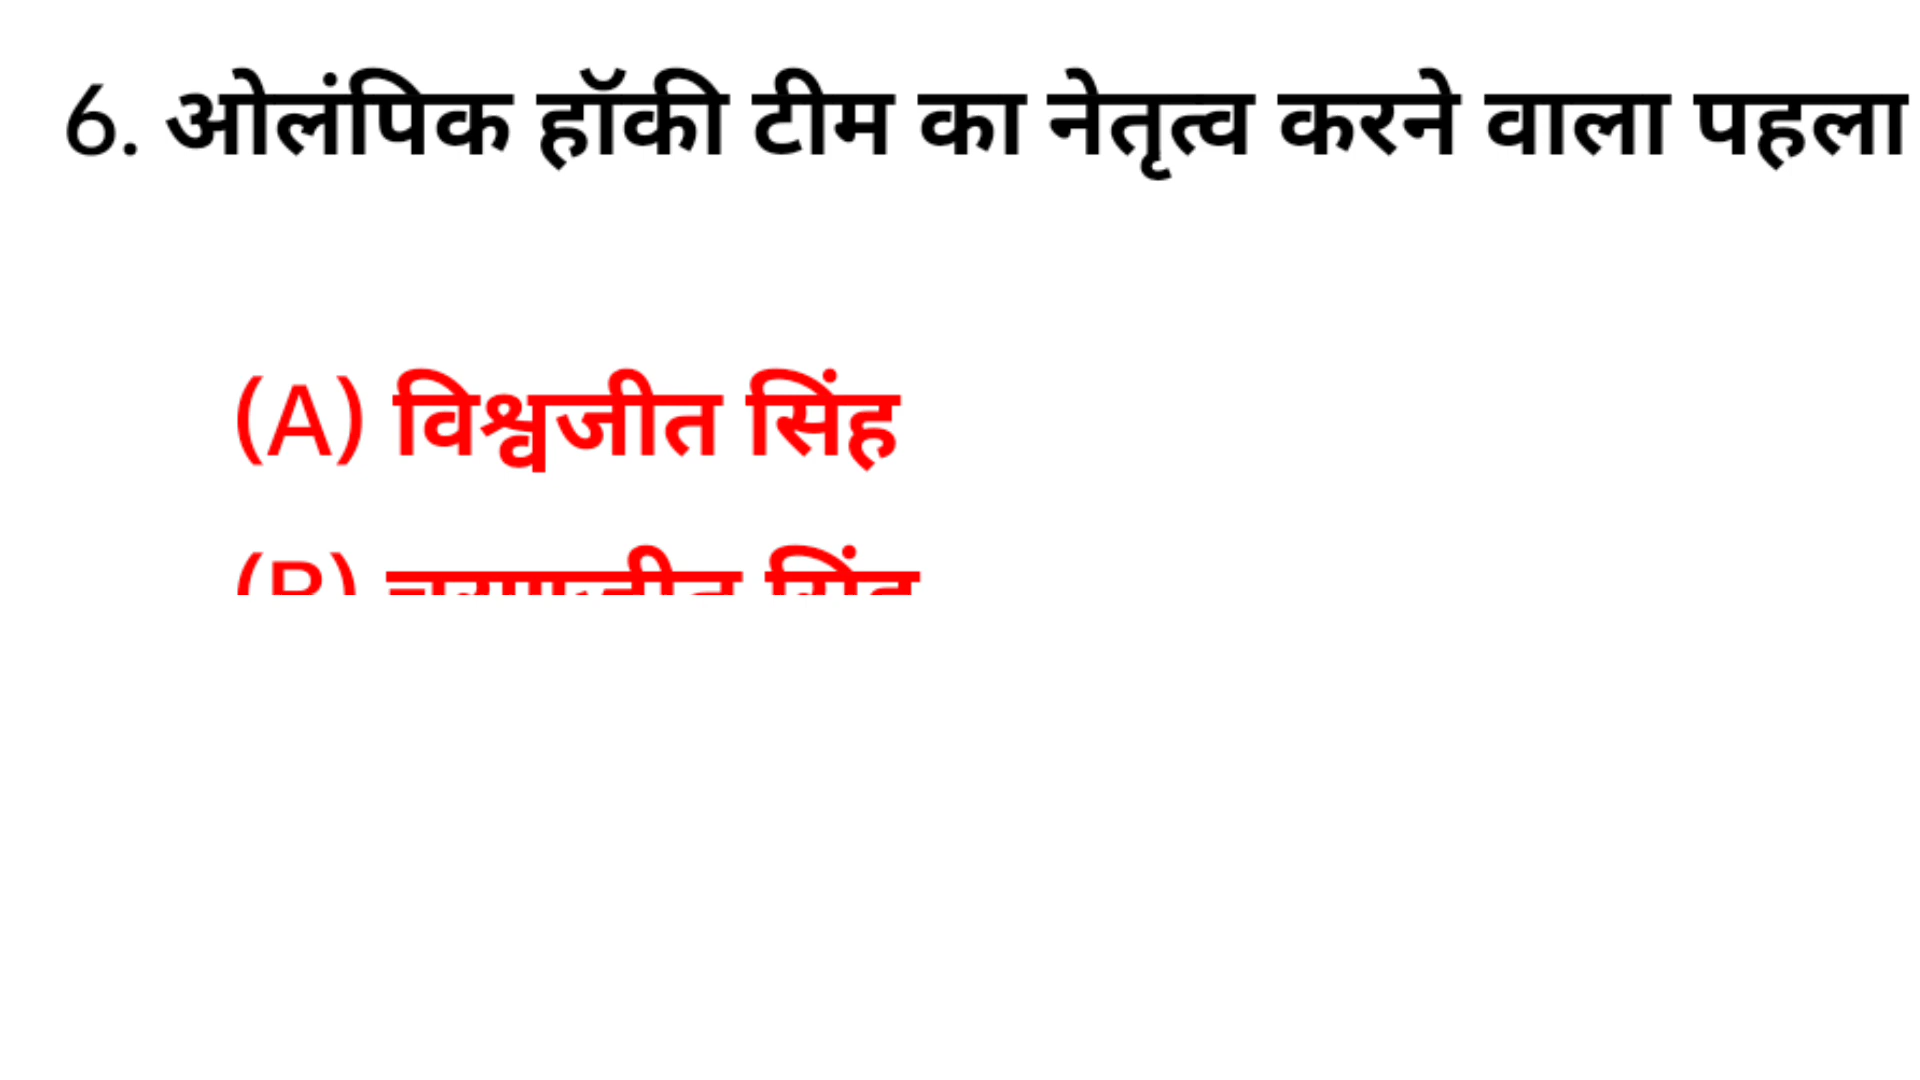 6. ओलंपिक हॉकी टीम का नेतृत्व करने वाला पहला
(A) विश्वजीत सिंह